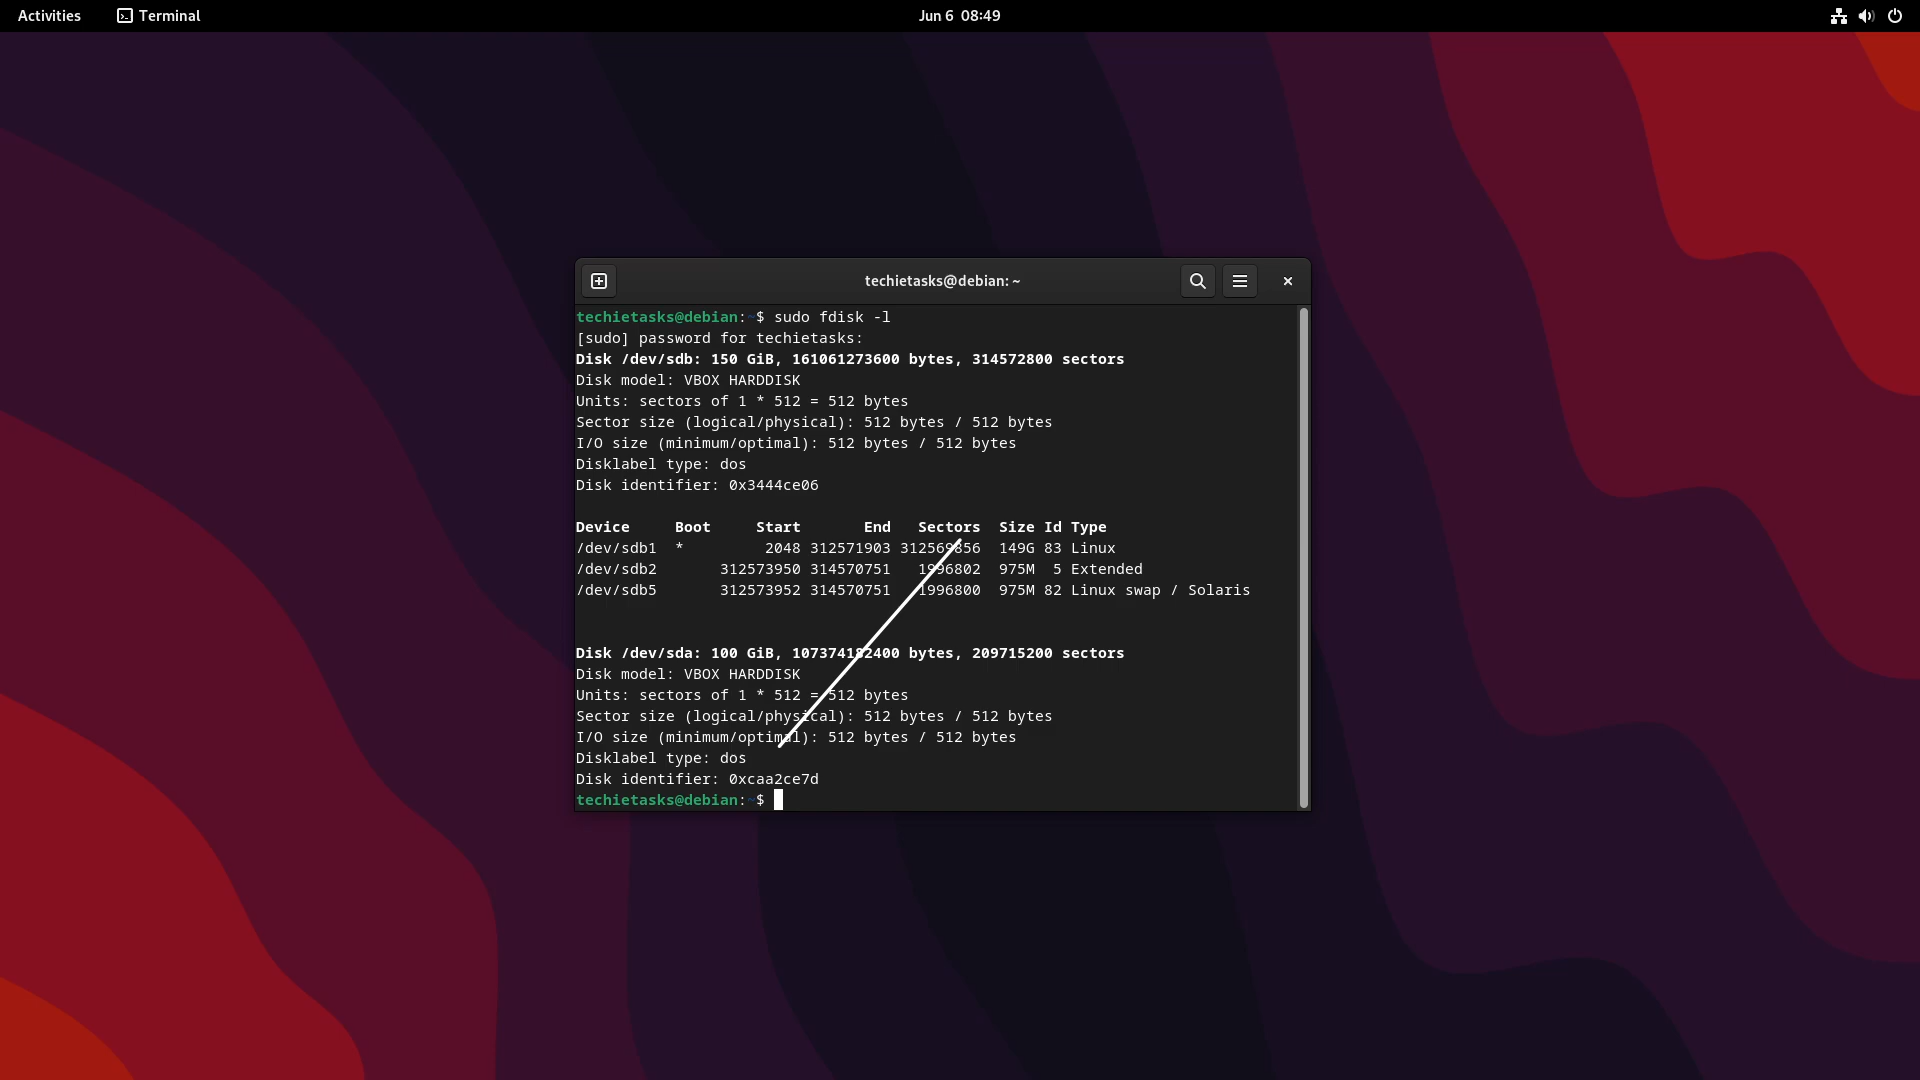 Activities Terminal Jun 6 08:49
techietasks@debian: ~
techietasks@debian:~$ sudo fdisk -l
[sudo] password for techietasks:
Disk /dev/sdb: 150 GiB, 161061273600 bytes, 314572800 sectors
Disk model: VBOX HARDDISK
Units: sectors of 1 * 512 = 512 bytes
Sector size (logical/physical): 512 bytes / 512 bytes
I/O size (minimum/optimal): 512 bytes / 512 bytes
Disklabel type: dos
Disk identifier: 0x3444ce06
Device     Boot     Start       End   Sectors  Size Id Type
/dev/sdb1  *         2048 312571903 312569856  149G 83 Linux
/dev/sdb2       312573950 314570751   1996802  975M  5 Extended
/dev/sdb5       312573952 314570751   1996800  975M 82 Linux swap / Solaris
Disk /dev/sda: 100 GiB, 107374182400 bytes, 209715200 sectors
Disk model: VBOX HARDDISK
Units: sectors of 1 * 512 = 512 bytes
Sector size (logical/physical): 512 bytes / 512 bytes
I/O size (minimum/optimal): 512 bytes / 512 bytes
Disklabel type: dos
Disk identifier: 0xcaa2ce7d
techietasks@debian:~$